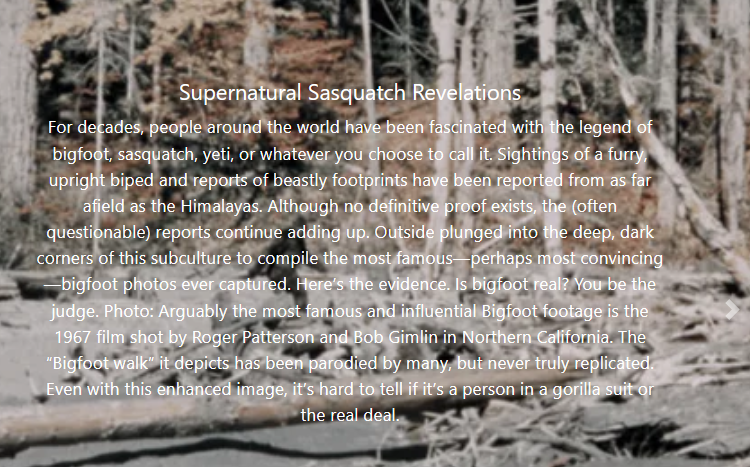 Supernatural Sasquatch Revelations
For decades, people around the world have been fascinated with the legend of
bigfoot, sasquatch, yeti, or whatever you choose to call it. Sightings of a furry,
upright biped and reports of beastly footprints have been reported from as far
afield as the Himalayas. Although no definitive proof exists, the (often
questionable) reports continue adding up. Outside plunged into the deep, dark
corners of this subculture to compile the most famous—perhaps most convincing
—bigfoot photos ever captured. Here’s the evidence. Is bigfoot real? You be the
judge. Photo: Arguably the most famous and influential Bigfoot footage is the
1967 film shot by Roger Patterson and Bob Gimlin in Northern California. The
“Bigfoot walk” it depicts has been parodied by many, but never truly replicated.
Even with this enhanced image, it’s hard to tell if it’s a person in a gorilla suit or
the real deal.